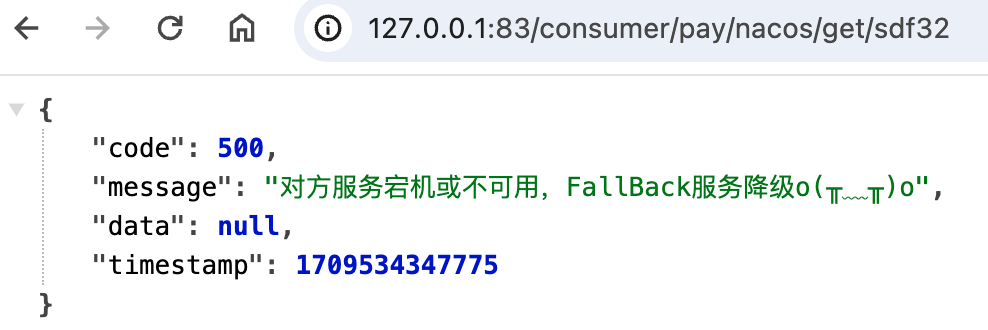 127.0.0.1:83/consumer/pay/nacos/get/sdf32
{
"code": 500,
"message": "对方服务宕机或不可用，FallBack服务降级o(╥﹏╥)o",
"data": null,
"timestamp": 1709534347775
}